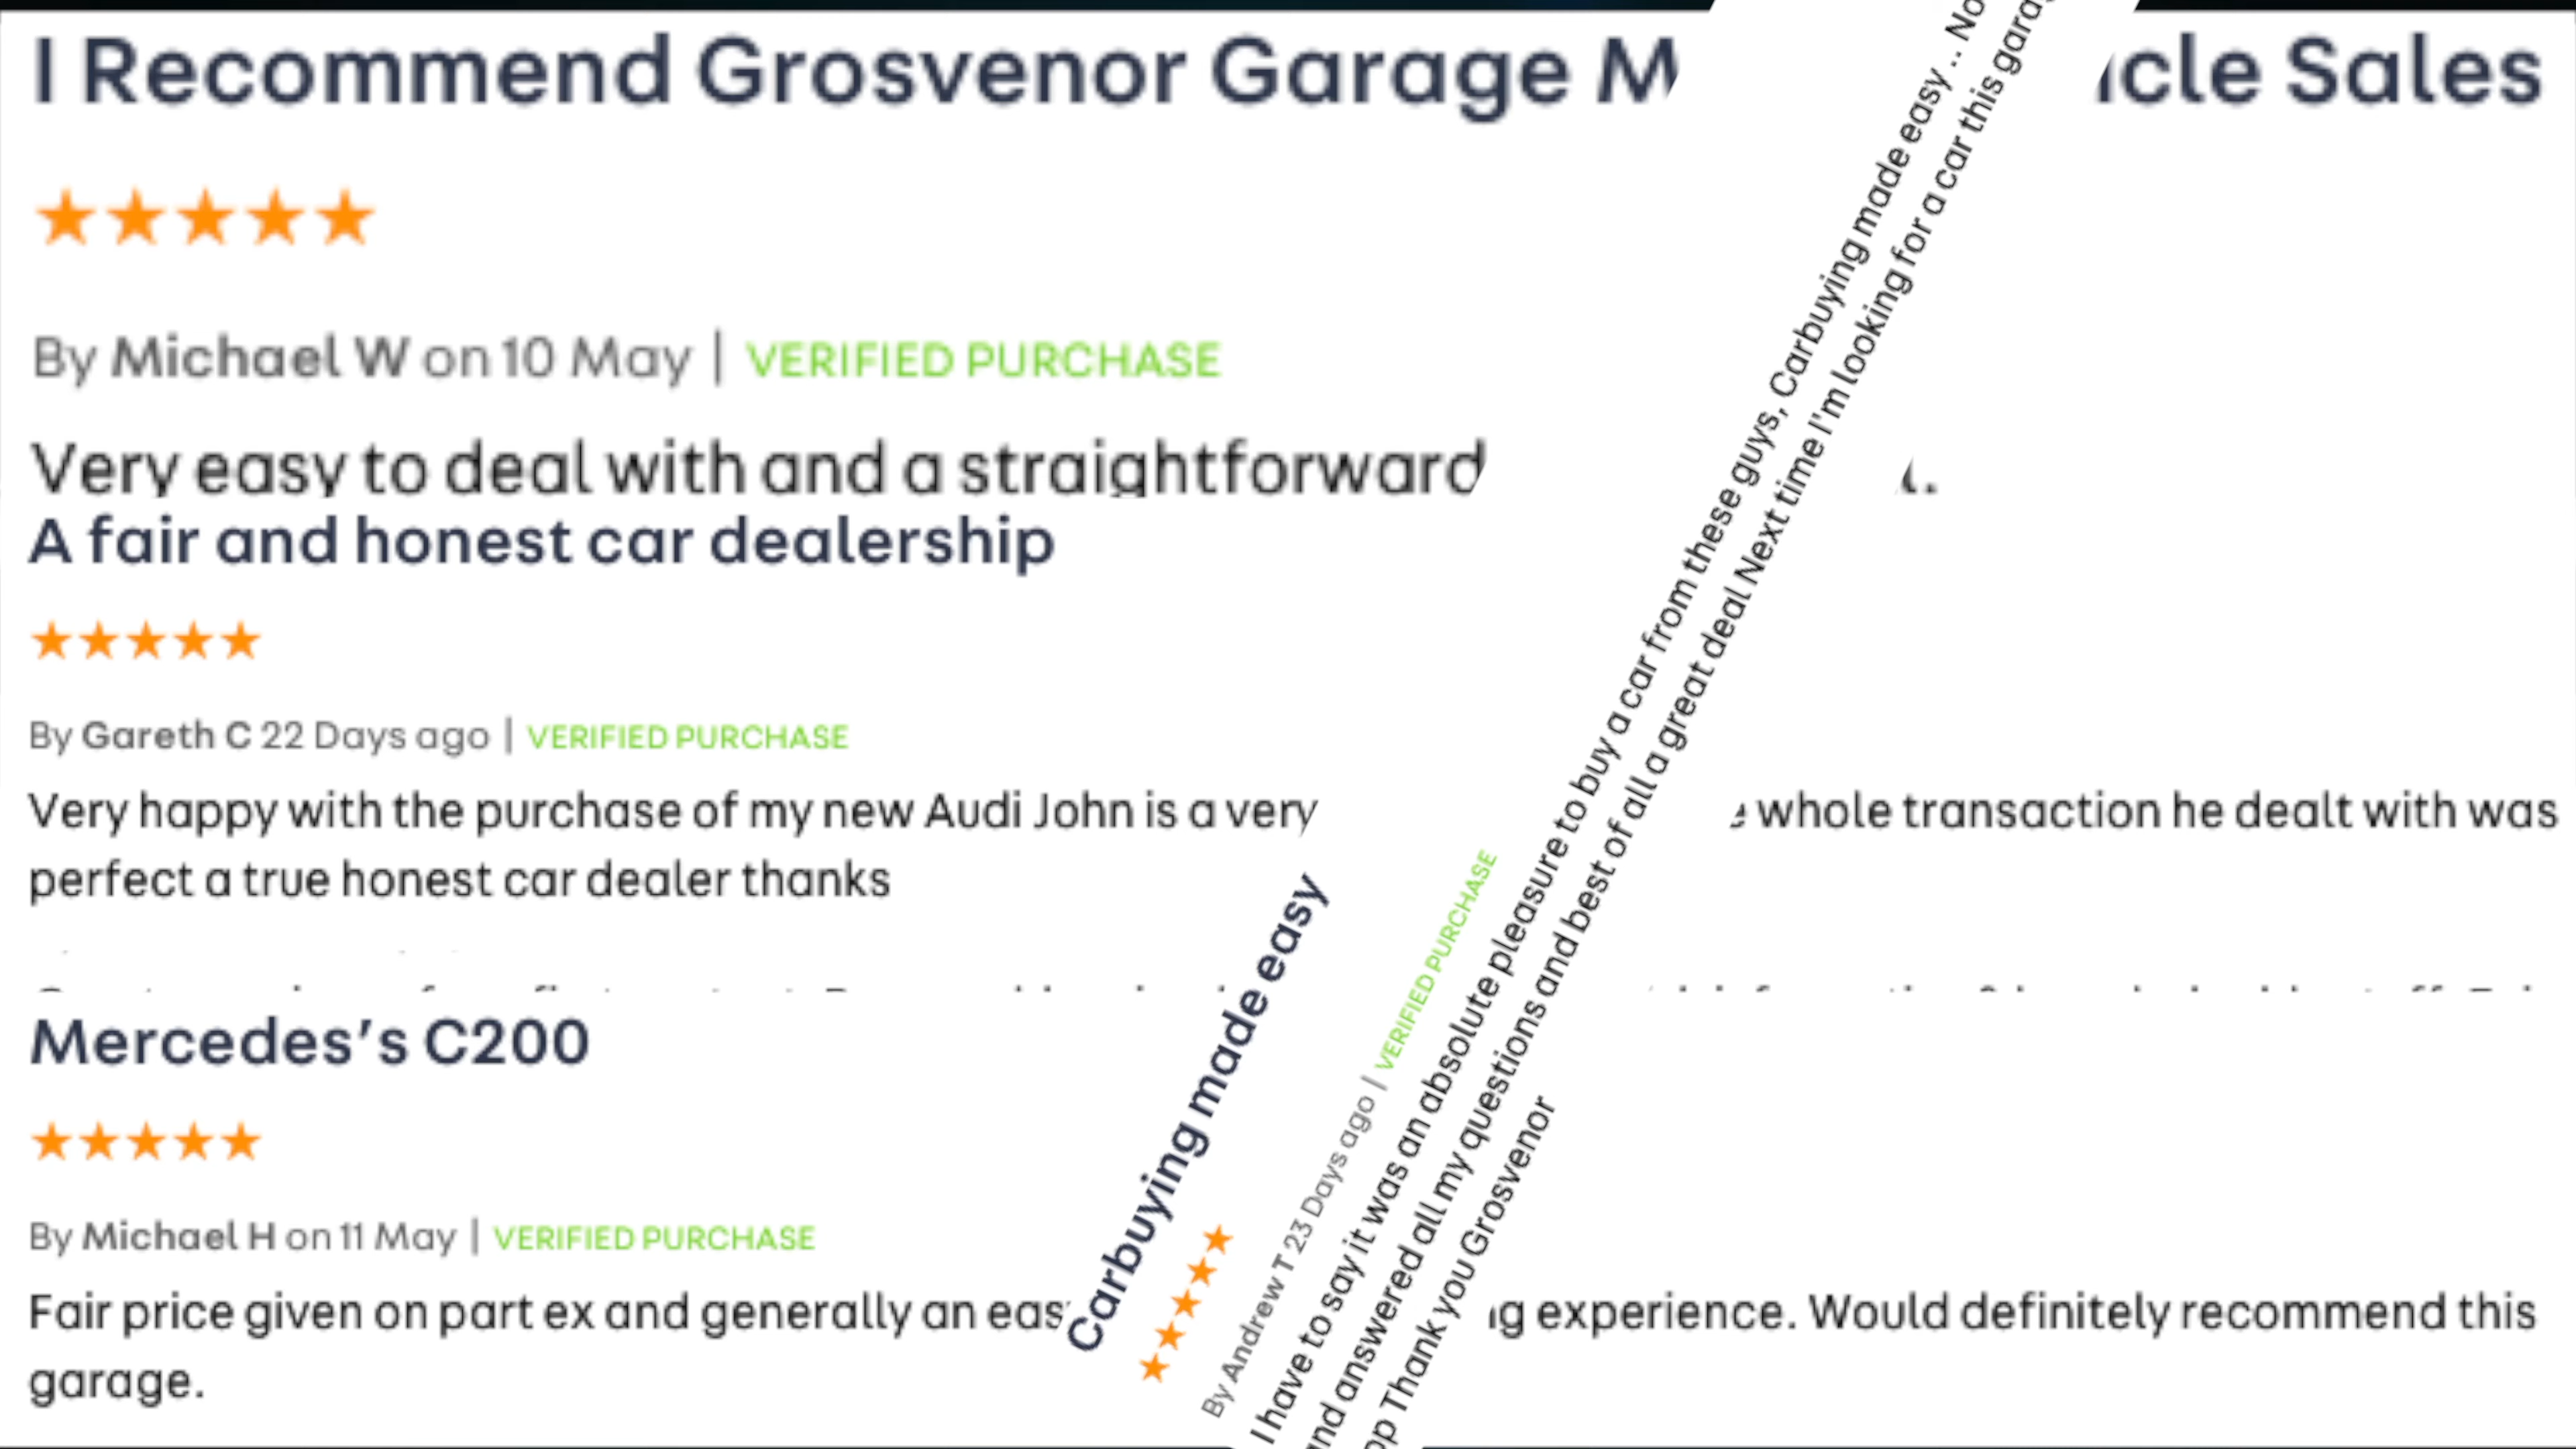 I Recommend Grosvenor Garage
Sales
By Michael W on 10 May | VERIFIED PURCHASE
Very easy to deal with and a straightforward
A fair and honest car dealership
By Gareth C 22 Days ago | VERIFIED PURCHASE
Very happy with the purchase of my new Audi John is a very
whole transaction he dealt with was
perfect a true honest car dealer thanks
Mercedes’s C200
By Michael H on 11 May | VERIFIED PURCHASE
Fair price given on part ex and generally an
experience. Would definitely recommend this
garage.
Carbuying made easy
By Andrew T 23 Days ago | VERIFIED PURCHASE
I have to say it was an absolute pleasure to buy a car from these guys, Carbuying made easy ..
answered all my questions and best of all a great deal Next time I'm looking for a car this
Thank you Grosvenor